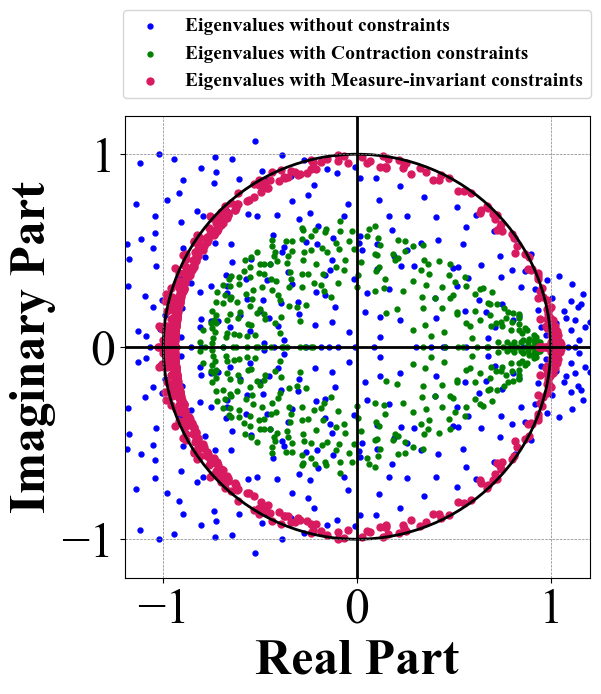 Eigenvalues without constraints
Eigenvalues with Contraction constraints
Eigenvalues with Measure-invariant constraints
1
0
−1
Imaginary Part
−1 0 1
Real Part